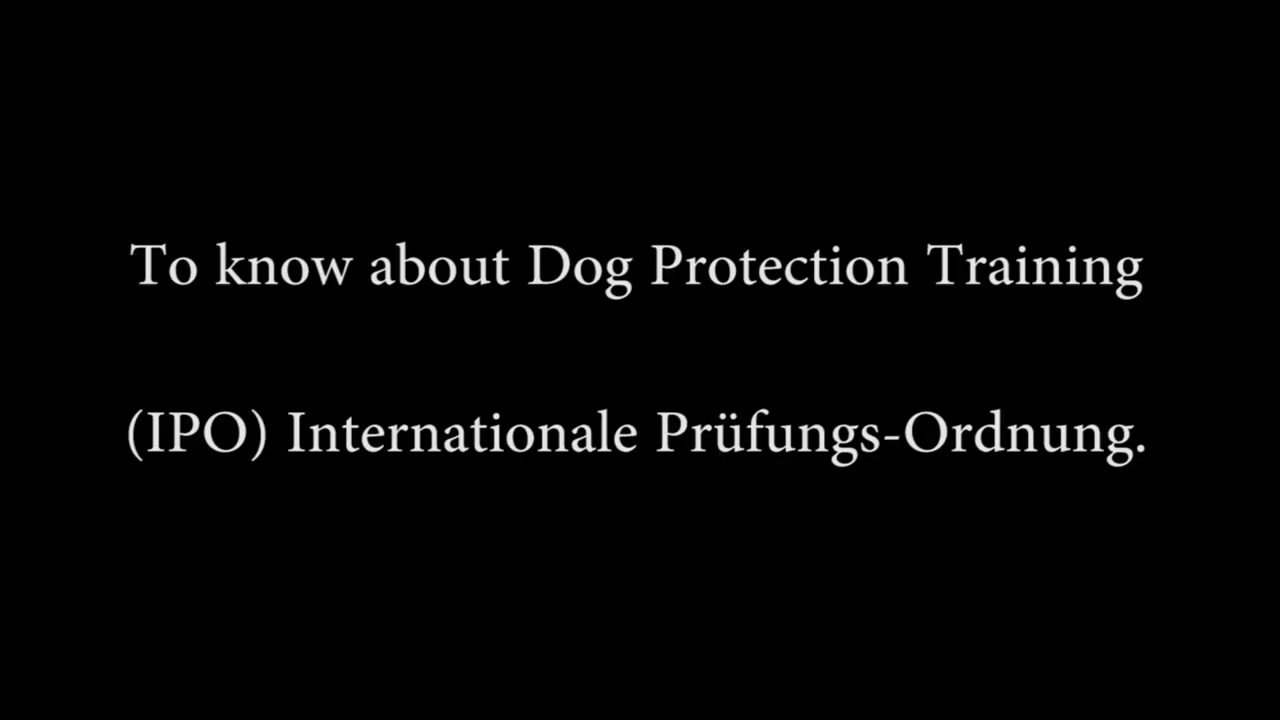 To know about Dog Protection Training
(IPO) Internationale Prüfungs-Ordnung.